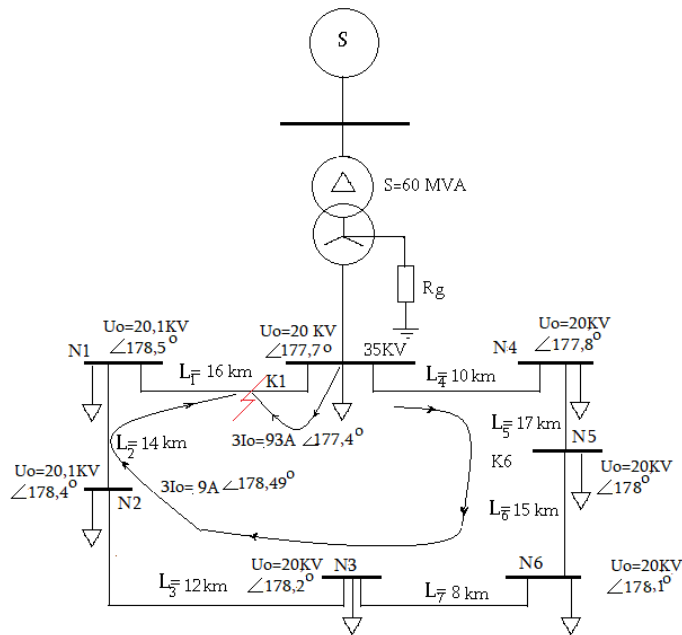 S
S=60 MVA
Rg
Uo=20,1KV
∠178,5°
N1
Uo=20 KV
∠177,7°
35KV
N4
Uo=20KV
∠177,8°
L1= 16 km
K1
L4= 10 km
L2= 14 km
3Io= 93A ∠177,4°
L5= 17 km
N5
K6
Uo=20,1KV
∠178,4°
N2
3Io= 9A ∠178,49°
Uo=20KV
∠178°
L6= 15 km
Uo=20KV
∠178,2°
N3
N6
Uo=20KV
∠178,1°
L3= 12 km
L7= 8 km